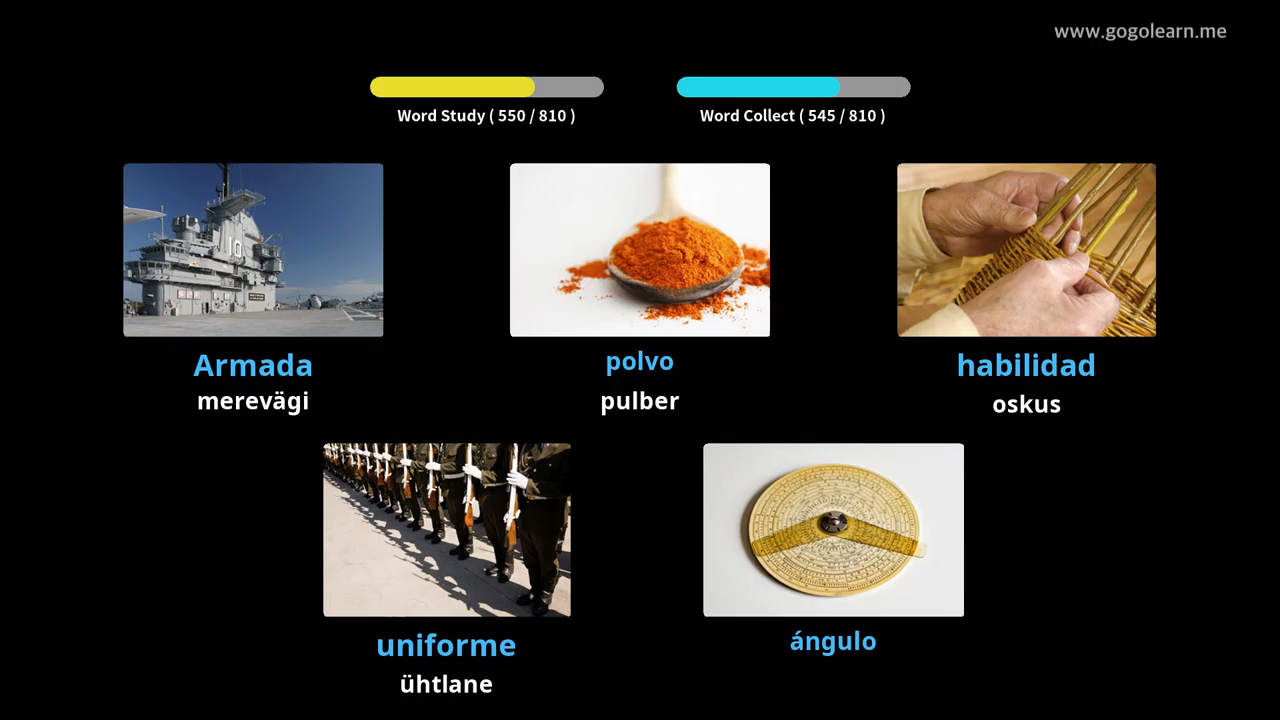 www.gogolearn.me
Word Study ( 550 / 810 )
Word Collect ( 545 / 810 )
10
Armada
merevägi
polvo
pulber
habilidad
oskus
uniforme
ühtlane
ángulo